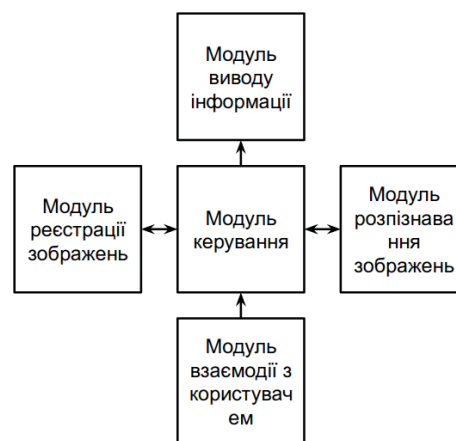 Модуль
виводу
інформації
Модуль
реєстрації
зображень
Модуль
керування
Модуль
розпізнава
ння
зображень
Модуль
взаємодії з
користувач
ем